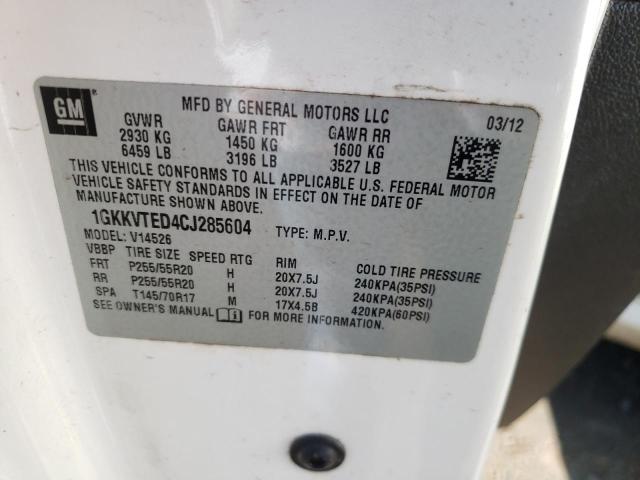 GM
MFD BY GENERAL MOTORS LLC
03/12
GVWR GAWR FRT GAWR RR
2930 KG 1450 KG 1600 KG
6459 LB 3196 LB 3527 LB
THIS VEHICLE CONFORMS TO ALL APPLICABLE U.S. FEDERAL MOTOR
VEHICLE SAFETY STANDARDS IN EFFECT ON THE DATE OF
MANUFACTURE SHOWN ABOVE.
1GKKVTED4CJ285604 TYPE: M.P.V.
MODEL: V14526
VBBP TIRE SIZE SPEED RTG RIM COLD TIRE PRESSURE
FRT P255/55R20 H 20X7.5J 240KPA(35PSI)
RR P255/55R20 H 20X7.5J 240KPA(35PSI)
SPA T145/70R17 M 17X4.5B 420KPA(60PSI)
SEE OWNER'S MANUAL FOR MORE INFORMATION.